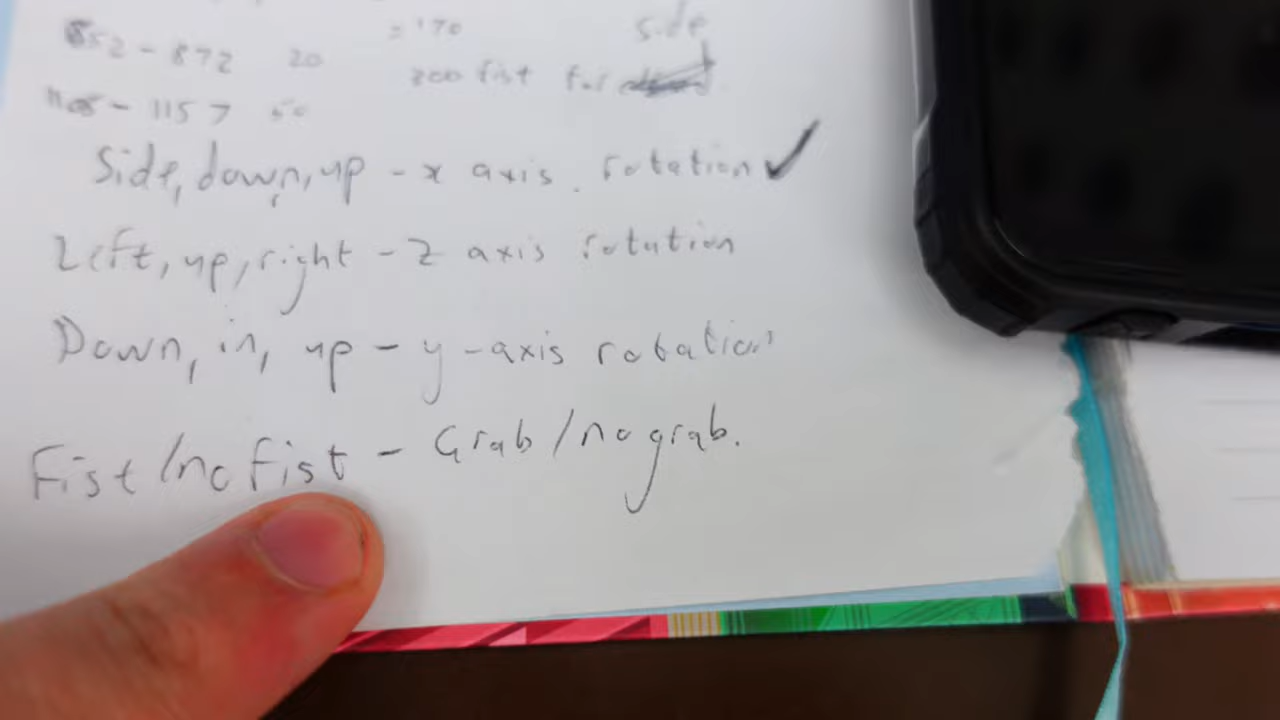 852 - 872 20 = 170 side
1105 - 1157 50 200 fist for
Side, down, up - x axis. rotation ✓
Left, up, right - Z axis rotation
Down, in, up - y-axis rotation
Fist/no fist - Grab/no grab.